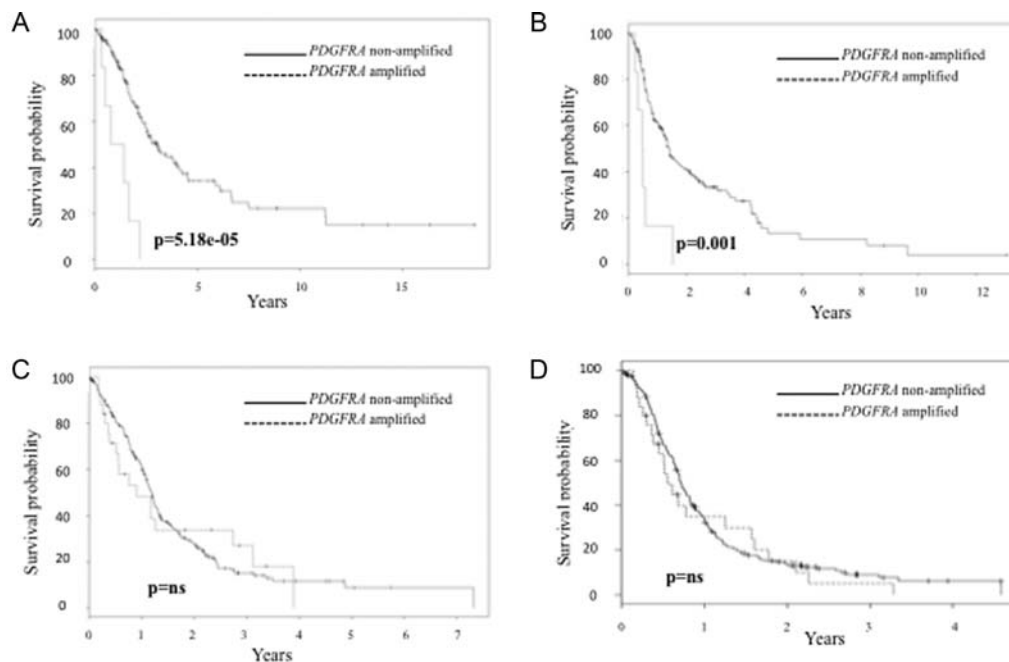 A
Survival probability
100
80
60
40
20
0
PDGFRA non-amplified
PDGFRA amplified
p=5.18e-05
0 5 10 15
Years
B
Survival probability
100
80
60
40
20
0
PDGFRA non-amplified
PDGFRA amplified
p=0.001
0 2 4 6 8 10 12
Years
C
Survival probability
100
80
60
40
20
0
PDGFRA non-amplified
PDGFRA amplified
p=ns
0 1 2 3 4 5 6 7
Years
D
Survival probability
100
80
60
40
20
0
PDGFRA non-amplified
PDGFRA amplified
p=ns
0 1 2 3 4
Years